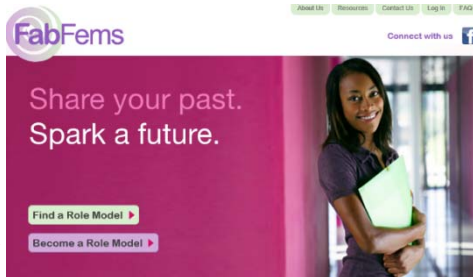 About Us Resources Contact Us Log In FAQ
FabFems
Connect with us f
Share your past.
Spark a future.
Find a Role Model
Become a Role Model